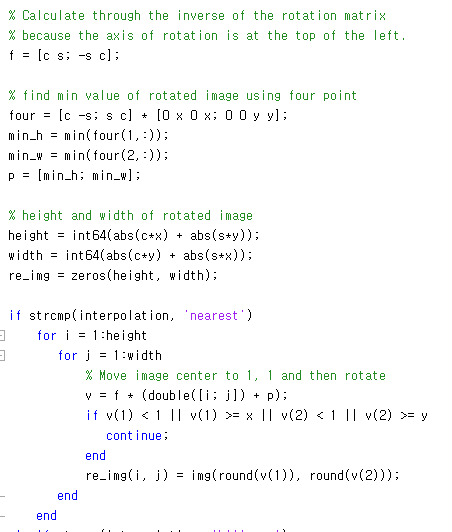 % Calculate through the inverse of the rotation matrix
% because the axis of rotation is at the top of the left.
f = [c s; -s c];
% find min value of rotated image using four point
four = [c -s; s c] * [0 x 0 x; 0 0 y y];
min_h = min(four(1,:));
min_w = min(four(2,:));
p = [min_h; min_w];
% height and width of rotated image
height = int64(abs(c*x) + abs(s*y));
width = int64(abs(c*y) + abs(s*x));
re_img = zeros(height, width);
if strcmp(interpolation, 'nearest')
for i = 1:height
for j = 1:width
% Move image center to 1, 1 and then rotate
v = f * (double([i; j]) + p);
if v(1) < 1 || v(1) >= x || v(2) < 1 || v(2) >= y
continue;
end
re_img(i, j) = img(round(v(1)), round(v(2)));
end
end